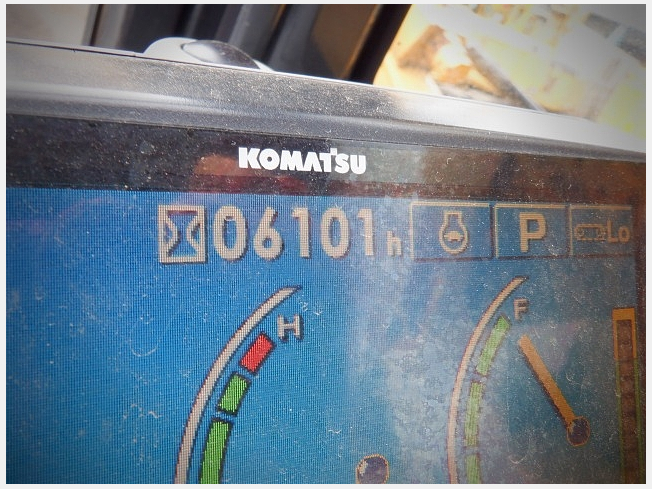 KOMATSU
06101h P Lo
H F